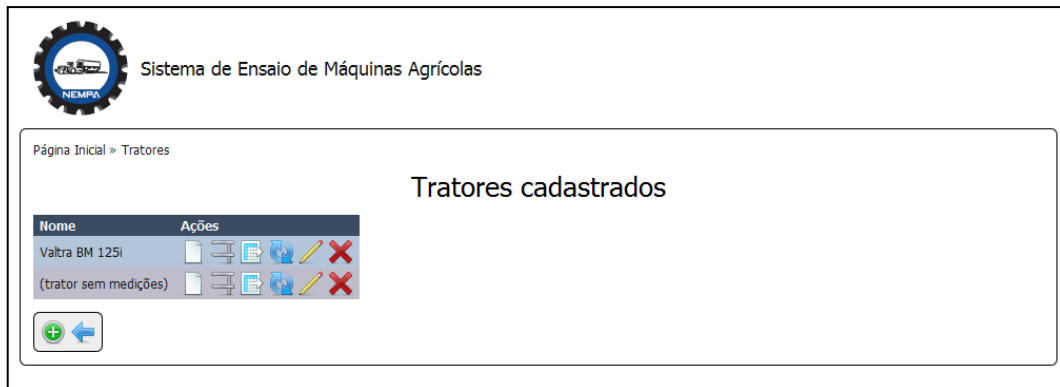 NEMPA
Sistema de Ensaio de Máquinas Agrícolas
Página Inicial » Tratores
Tratores cadastrados
Nome Ações
Valtra BM 125i
(trator sem medições)